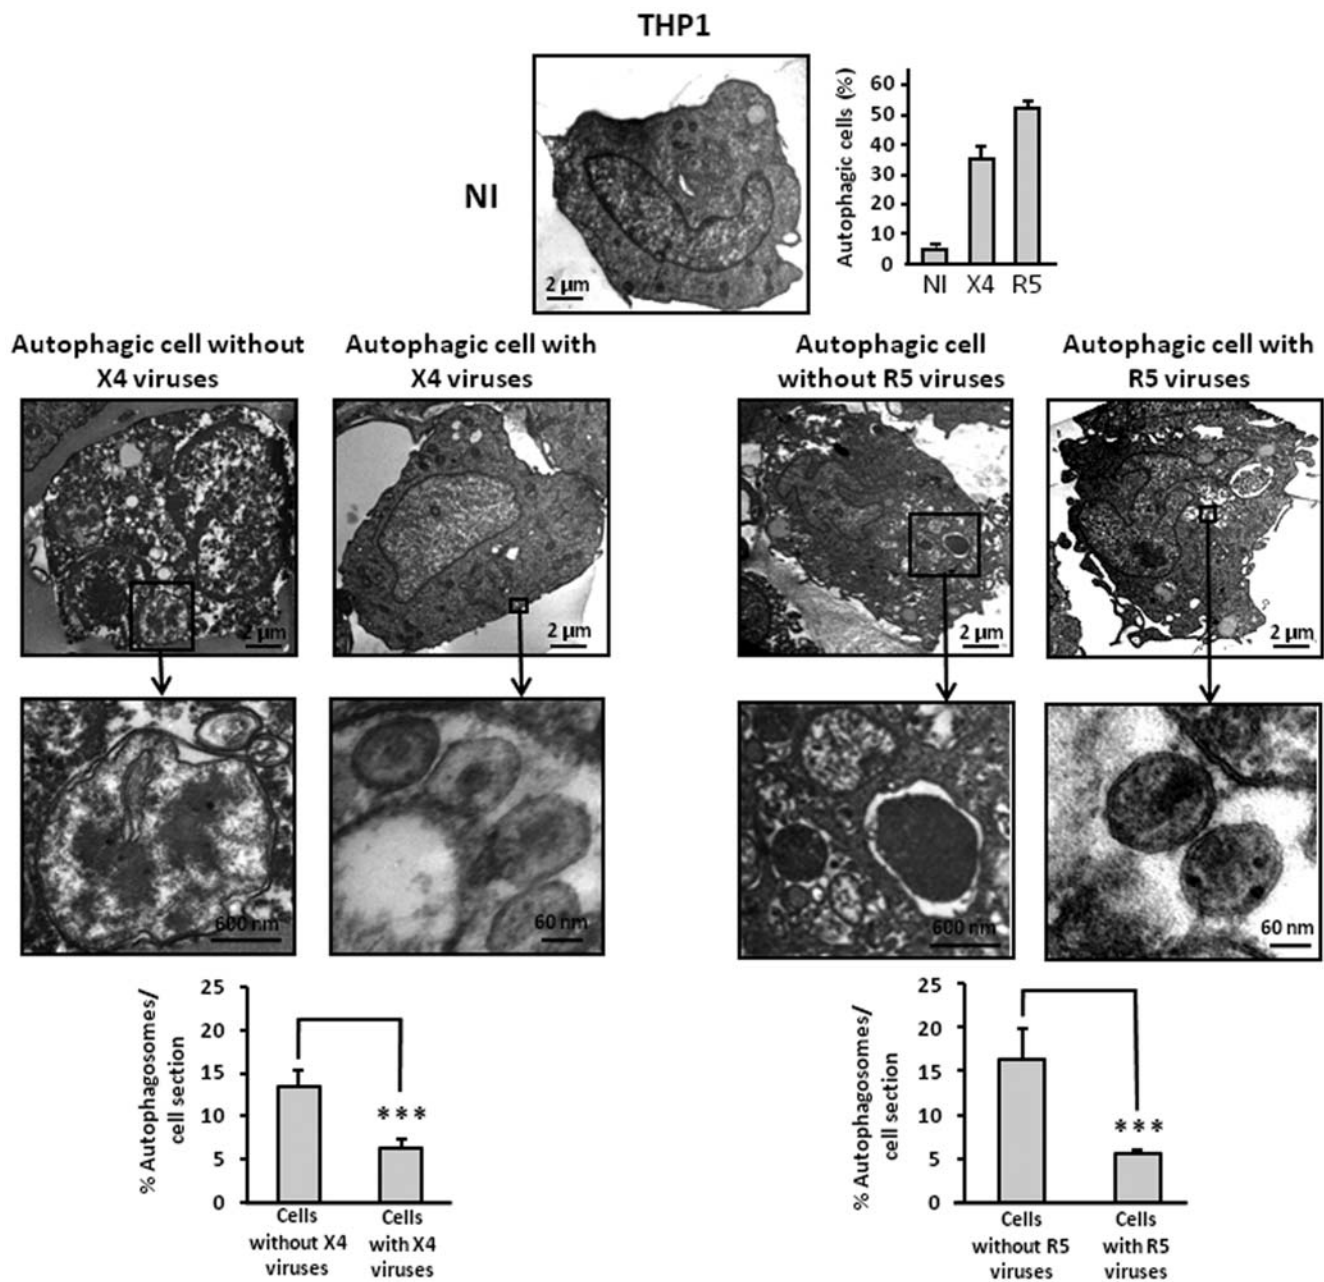 THP1
NI
2 µm
Autophagic cells (%)
60
50
40
30
20
10
0
NI X4 R5
Autophagic cell without
X4 viruses
Autophagic cell with
X4 viruses
Autophagic cell
without R5 viruses
Autophagic cell with
R5 viruses
2 µm
2 µm
2 µm
2 µm
600 nm
60 nm
600 nm
60 nm
% Autophagosomes/
cell section
25
20
15
10
5
0
***
Cells
without X4
viruses
Cells
with X4
viruses
% Autophagosomes/
cell section
25
20
15
10
5
0
***
Cells
without R5
viruses
Cells
with R5
viruses